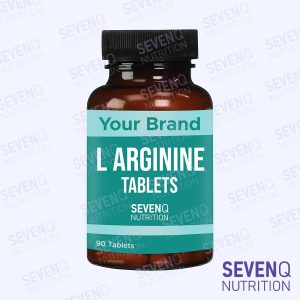 Your Brand
L ARGININE
TABLETS
SEVENQ
NUTRITION
90 Tablets
SEVENQ
NUTRITION